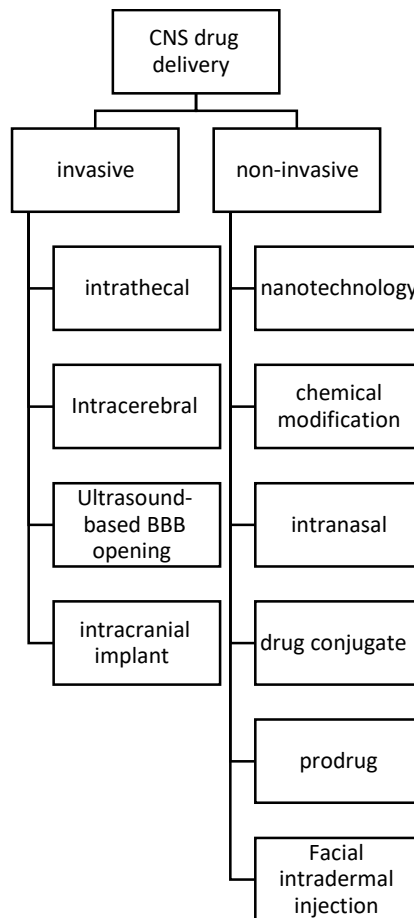 CNS drug
delivery
invasive
non-invasive
intrathecal
nanotechnology
Intracerebral
chemical
modification
Ultrasound-
based BBB
opening
intranasal
intracranial
implant
drug conjugate
prodrug
Facial
intradermal
injection